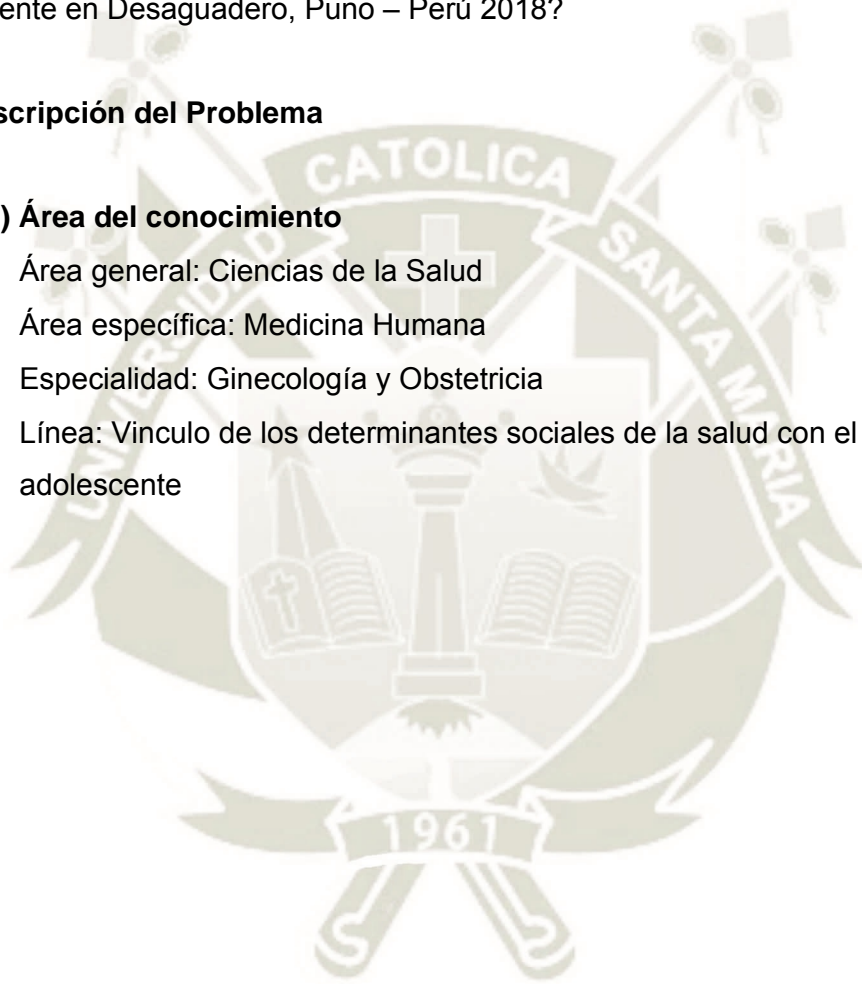 ente en Desaguadero, Puno – Perú 2018?
scripción del Problema
) Área del conocimiento
Área general: Ciencias de la Salud
Área específica: Medicina Humana
Especialidad: Ginecología y Obstetricia
Línea: Vinculo de los determinantes sociales de la salud con el
adolescente
UNIVERSIDAD CATOLICA SANTA MARIA
1961